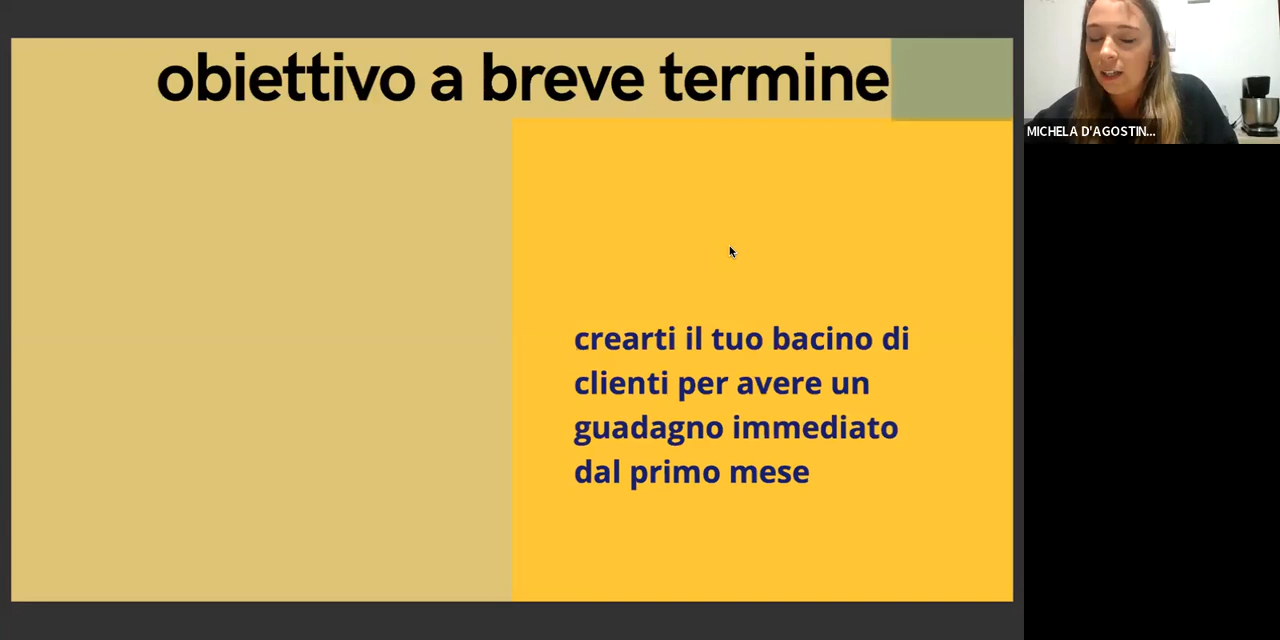 obiettivo a breve termine
crearti il tuo bacino di
clienti per avere un
guadagno immediato
dal primo mese
MICHELA D'AGOSTIN...